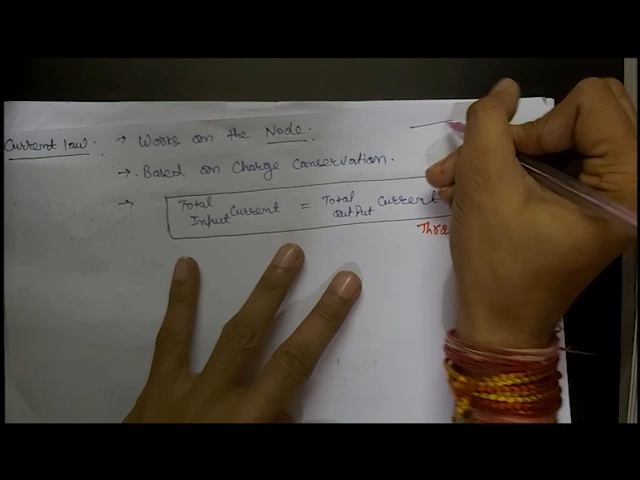 Current law. → Works on the Node.
→ Based on Charge Conservation.
→ Total Input Current = Total Output Current